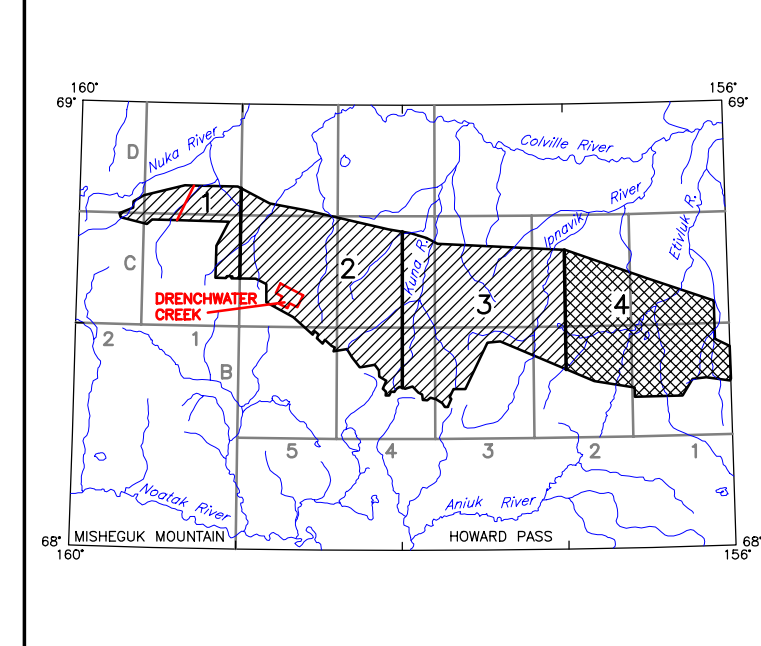 160° 156°
69° 69°
D
Nuka River
Colville River
1
River
Ipnavik
Etivluk R.
Kuna R.
C
2
3
4
DRENCHWATER
CREEK
2 1
B
5 4 3 2 1
Noatak River
Aniuk River
MISHEGUK MOUNTAIN HOWARD PASS
68° 68°
160° 156°